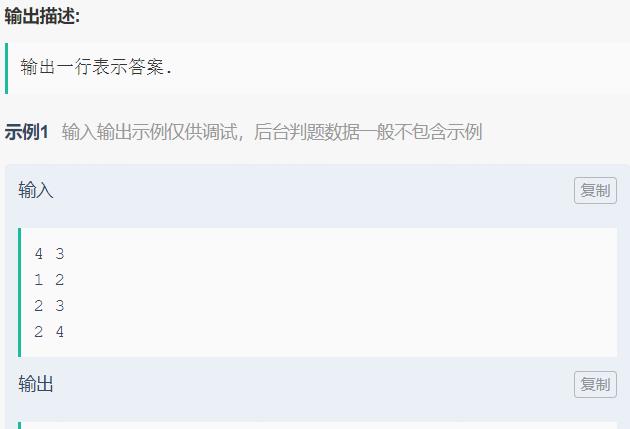 输出描述:
输出一行表示答案.
示例1 输入输出示例仅供调试，后台判题数据一般不包含示例
输入 复制
4 3
1 2
2 3
2 4
输出 复制